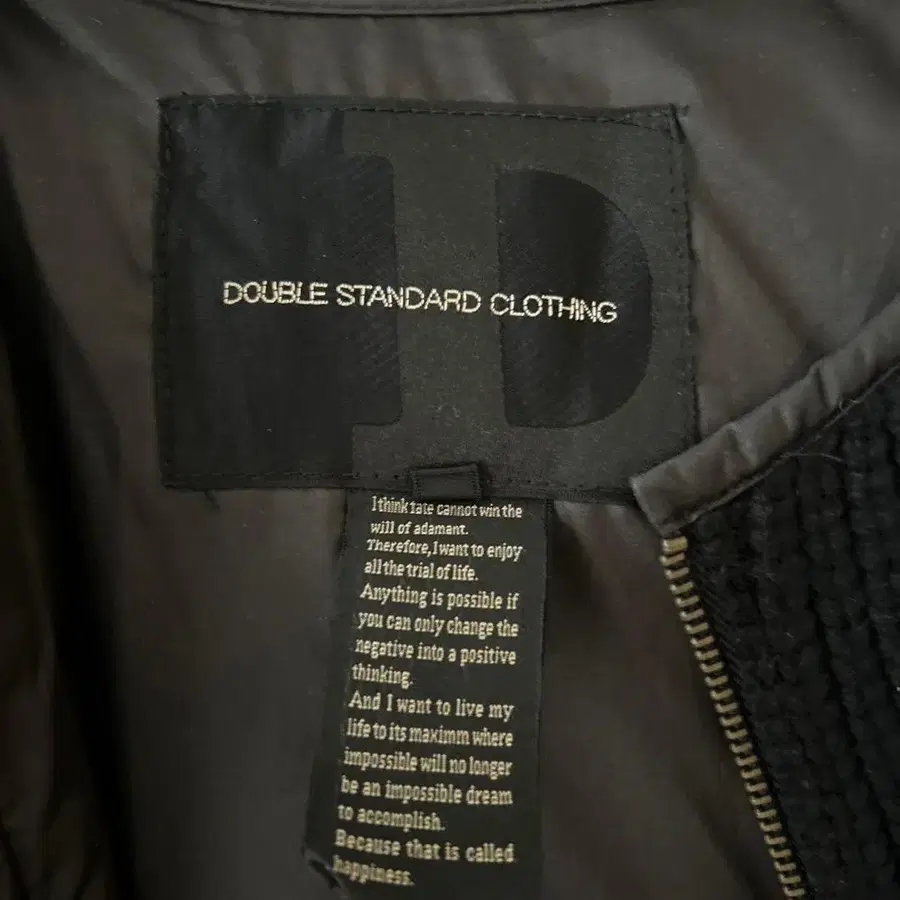 DOUBLE STANDARD CLOTHING
I think fate cannot win the
will of adamant.
Therefore, I want to enjoy
all the trial of life.
Anything is possible if
you can only change the
negative into a positive
thinking.
And I want to live my
life to its maximm where
impossible will no longer
be an impossible dream
to accomplish.
Because that is called
happiness.